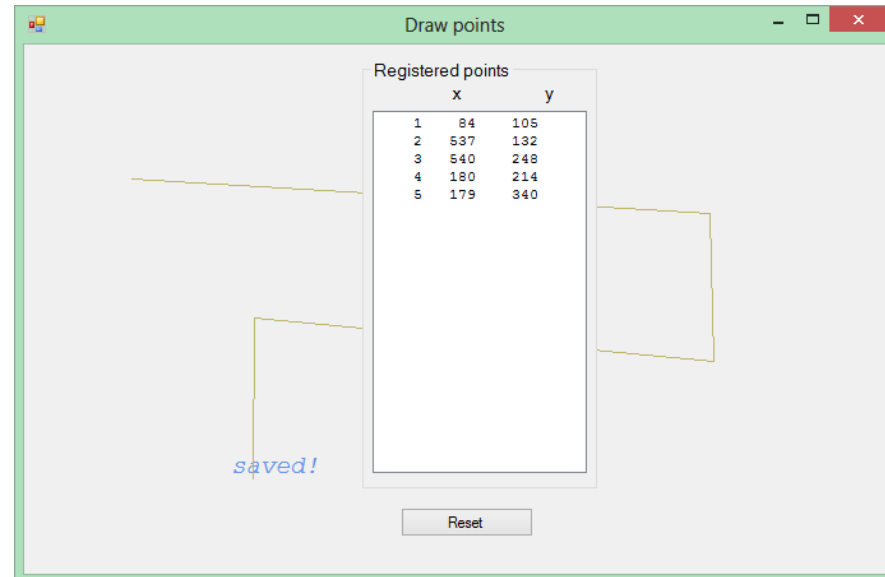 Draw points
Registered points
x y
1 84 105
2 537 132
3 540 248
4 180 214
5 179 340
saved!
Reset